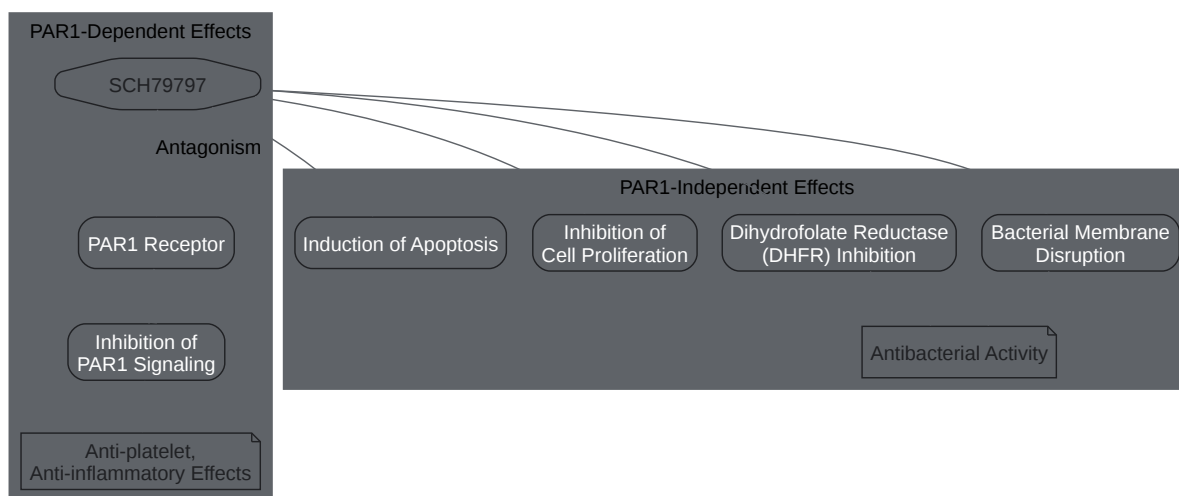 PAR1-Dependent Effects
SCH79797
Antagonism
PAR1 Receptor
Inhibition of
PAR1 Signaling
Anti-platelet,
Anti-inflammatory Effects
PAR1-Independent Effects
Induction of Apoptosis
Inhibition of
Cell Proliferation
Dihydrofolate Reductase
(DHFR) Inhibition
Bacterial Membrane
Disruption
Antibacterial Activity